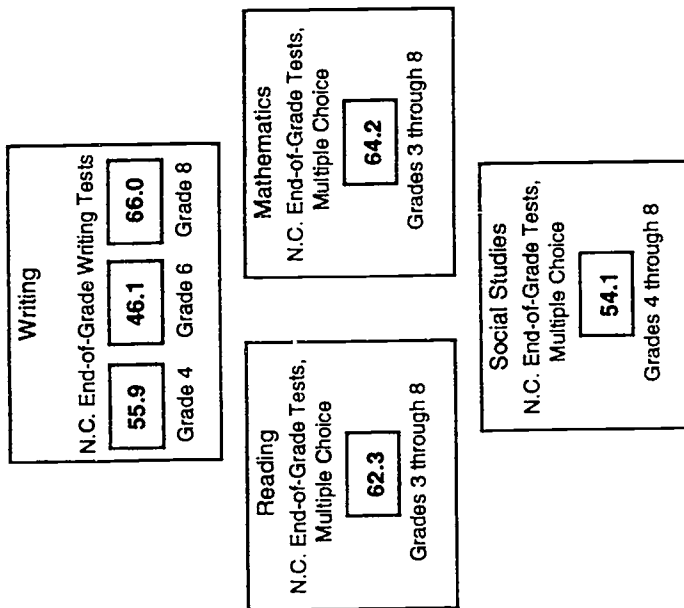 Writing
N.C. End-of-Grade Writing Tests
55.9 46.1 66.0
Grade 4 Grade 6 Grade 8
Reading
N.C. End-of-Grade Tests,
Multiple Choice
62.3
Grades 3 through 8
Mathematics
N.C. End-of-Grade Tests,
Multiple Choice
64.2
Grades 3 through 8
Social Studies
N.C. End-of-Grade Tests,
Multiple Choice
54.1
Grades 4 through 8